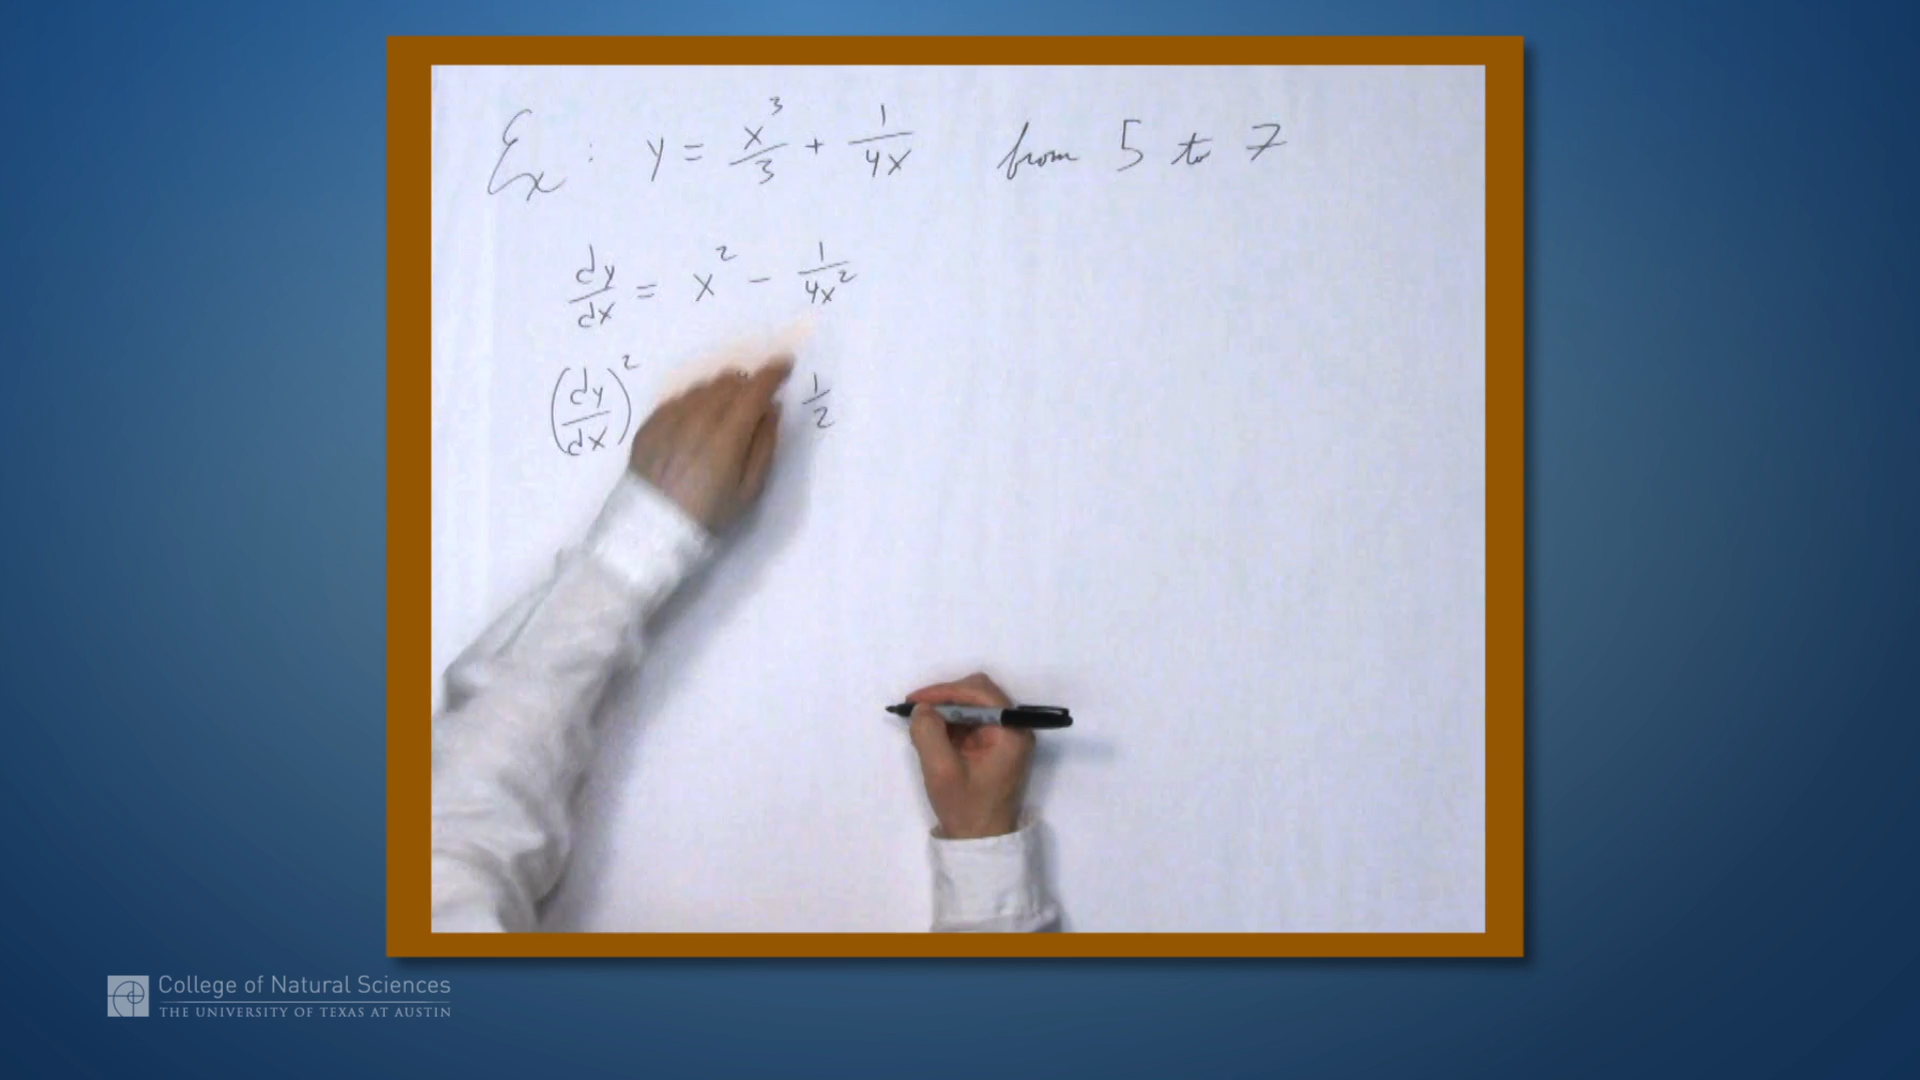 Ex: y = x³/3 + 1/4x from 5 to 7
dy/dx = x² - 1/4x²
(dy/dx)² 1/2
College of Natural Sciences
THE UNIVERSITY OF TEXAS AT AUSTIN